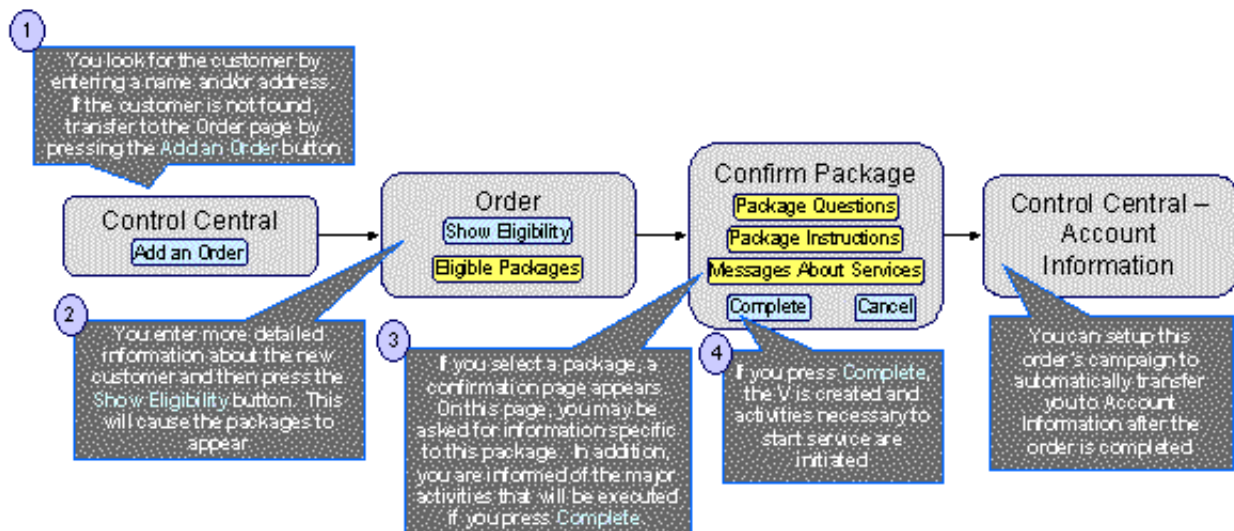 1
You look for the customer by
entering a name and/or address.
If the customer is not found,
transfer to the Order page by
pressing the Add an Order button
Control Central
Add an Order
Order
Show Eligibility
Eligible Packages
Confirm Package
Package Questions
Package Instructions
Messages About Services
Complete
Cancel
Control Central –
Account
Information
2
You enter more detailed
information about the new
customer and then press the
Show Eligibility button. This
will cause the packages to
appear
3
If you select a package, a
confirmation page appears
On this page, you may be
asked for information specific
to this package. In addition,
you are informed of the major
activities that will be executed
if you press Complete.
4
If you press Complete,
the V is created and
activities necessary to
start service are
initiated
You can setup this
order's campaign to
automatically transfer
you to Account
Information after the
order is completed